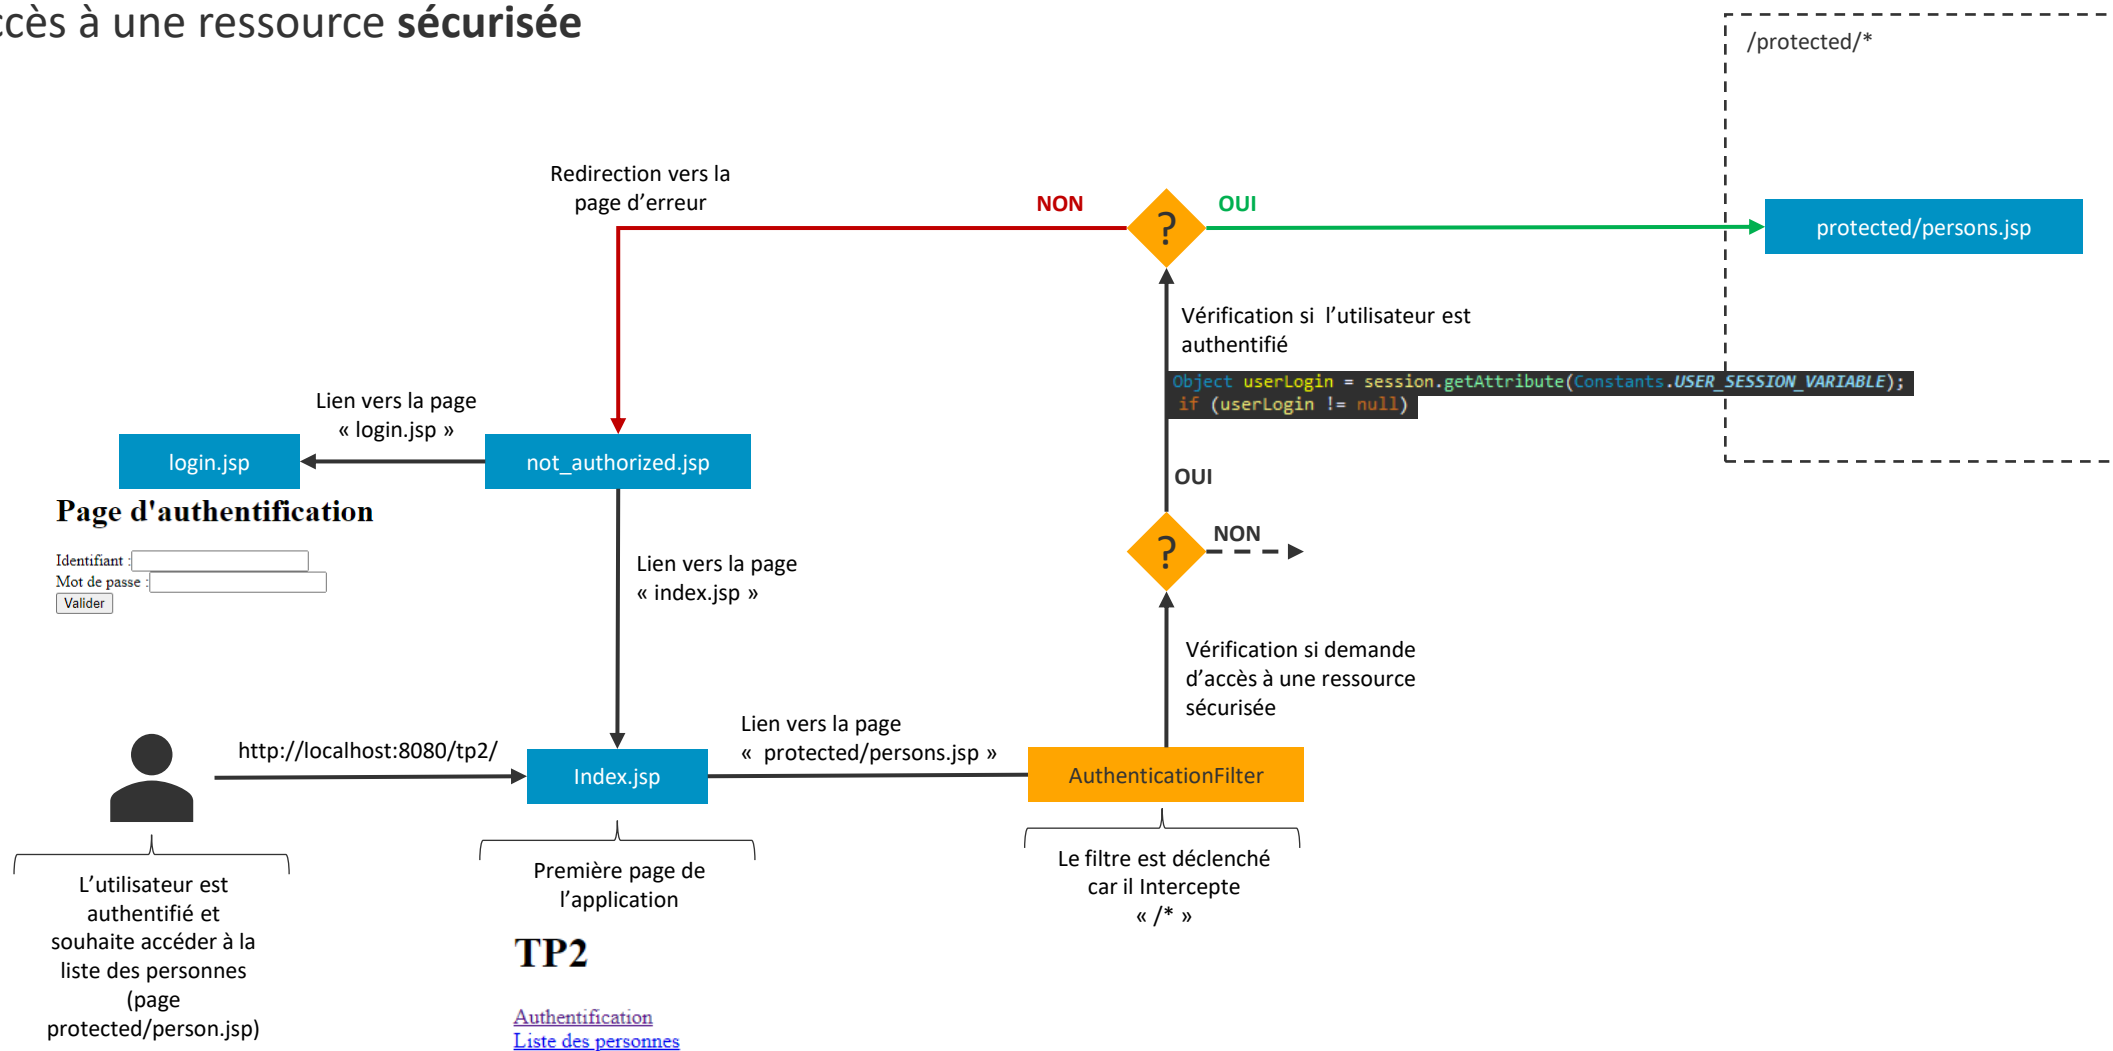 ccès à une ressource sécurisée
/protected/*
Redirection vers la
page d'erreur
NON
?
OUI
protected/persons.jsp
Vérification si l'utilisateur est
authentifié
Object userLogin = session.getAttribute(Constants.USER_SESSION_VARIABLE);
if (userLogin != null)
Lien vers la page
« login.jsp »
login.jsp
not_authorized.jsp
Page d'authentification
Identifiant :
Mot de passe :
Valider
OUI
?
NON
Lien vers la page
« index.jsp »
Vérification si demande
d'accès à une ressource
sécurisée
http://localhost:8080/tp2/
Index.jsp
Lien vers la page
« protected/persons.jsp »
AuthenticationFilter
L'utilisateur est
authentifié et
souhaite accéder à la
liste des personnes
(page
protected/person.jsp)
Première page de
l'application
Le filtre est déclenché
car il Intercepte
« /* »
TP2
Authentification
Liste des personnes